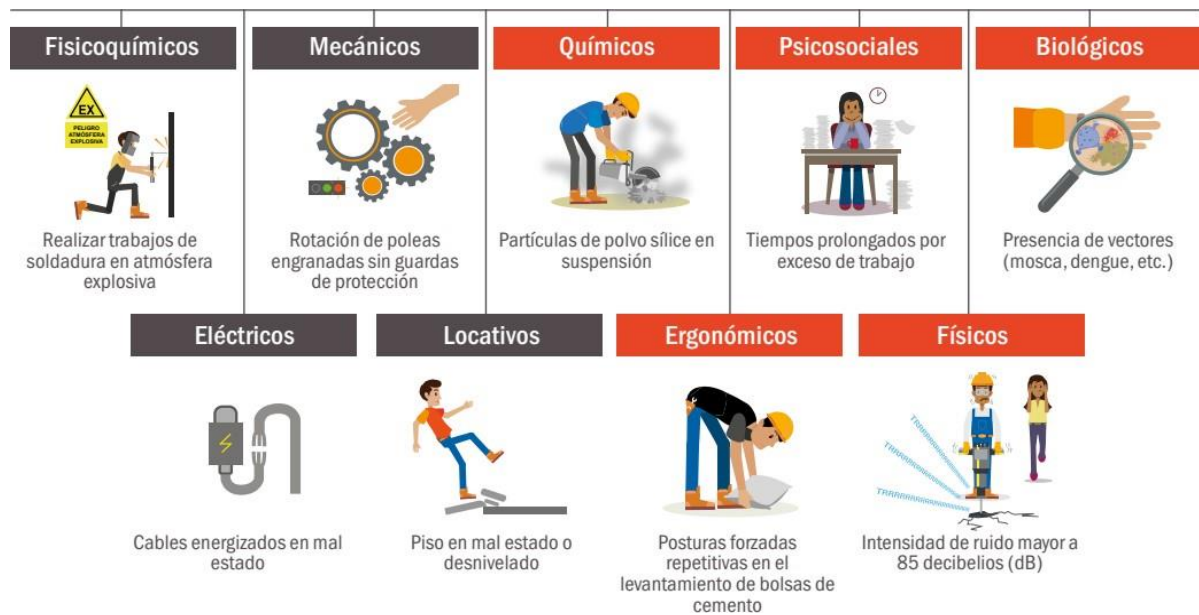 Fisicoquímicos
EX
PELIGRO
ATMÓSFERA
EXPLOSIVA
Realizar trabajos de
soldadura en atmósfera
explosiva
Mecánicos
Rotación de poleas
engranadas sin guardas
de protección
Químicos
Partículas de polvo sílice en
suspensión
Psicosociales
Tiempos prolongados por
exceso de trabajo
Biológicos
Presencia de vectores
(mosca, dengue, etc.)
Eléctricos
Cables energizados en mal
estado
Locativos
Piso en mal estado o
desnivelado
Ergonómicos
Posturas forzadas
repetitivas en el
levantamiento de bolsas de
cemento
Físicos
Intensidad de ruido mayor a
85 decibelios (dB)